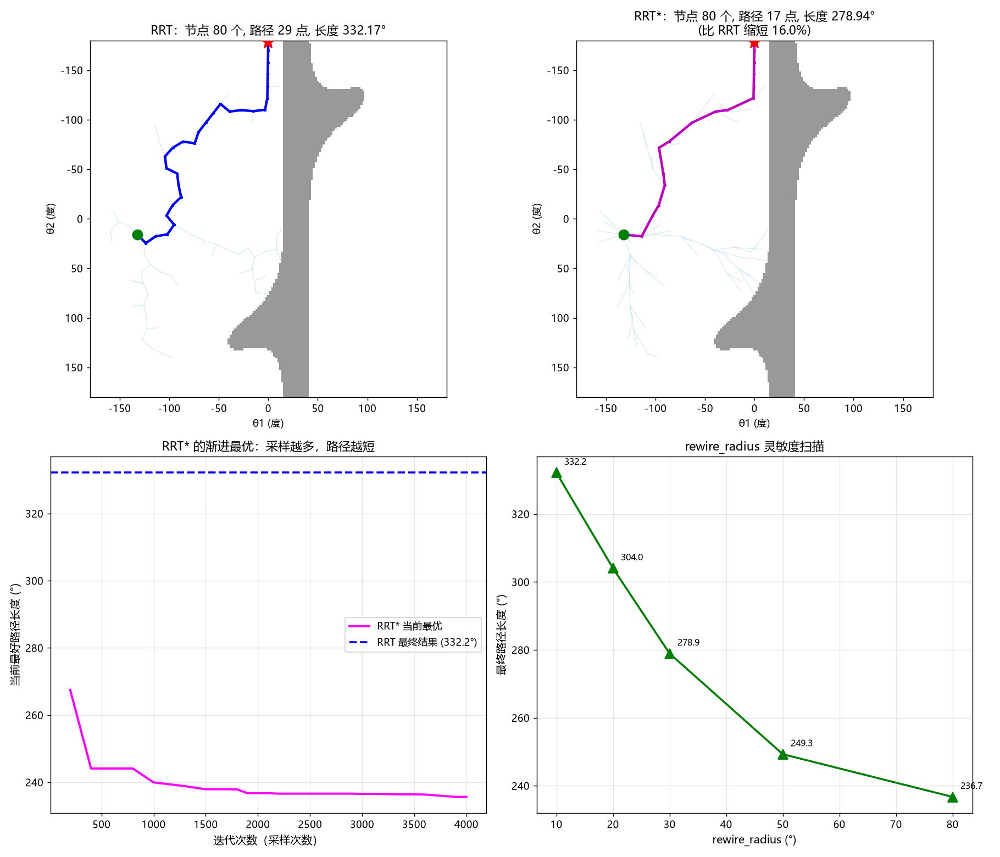 RRT：节点 80 个, 路径 29 点, 长度 332.17°
-150
-100
-50
0
50
100
150
θ2 (度)
-150 -100 -50 0 50 100 150
θ1 (度)
RRT*：节点 80 个, 路径 17 点, 长度 278.94°
(比 RRT 缩短 16.0%)
-150
-100
-50
0
50
100
150
θ2 (度)
-150 -100 -50 0 50 100 150
θ1 (度)
RRT* 的渐进最优：采样越多，路径越短
320
300
280
260
240
当前最好路径长度 (°)
RRT* 当前最优
RRT 最终结果 (332.2°)
500 1000 1500 2000 2500 3000 3500 4000
迭代次数（采样次数）
rewire_radius 灵敏度扫描
320
300
280
260
240
最终路径长度 (°)
332.2
304.0
278.9
249.3
236.7
10 20 30 40 50 60 70 80
rewire_radius (°)